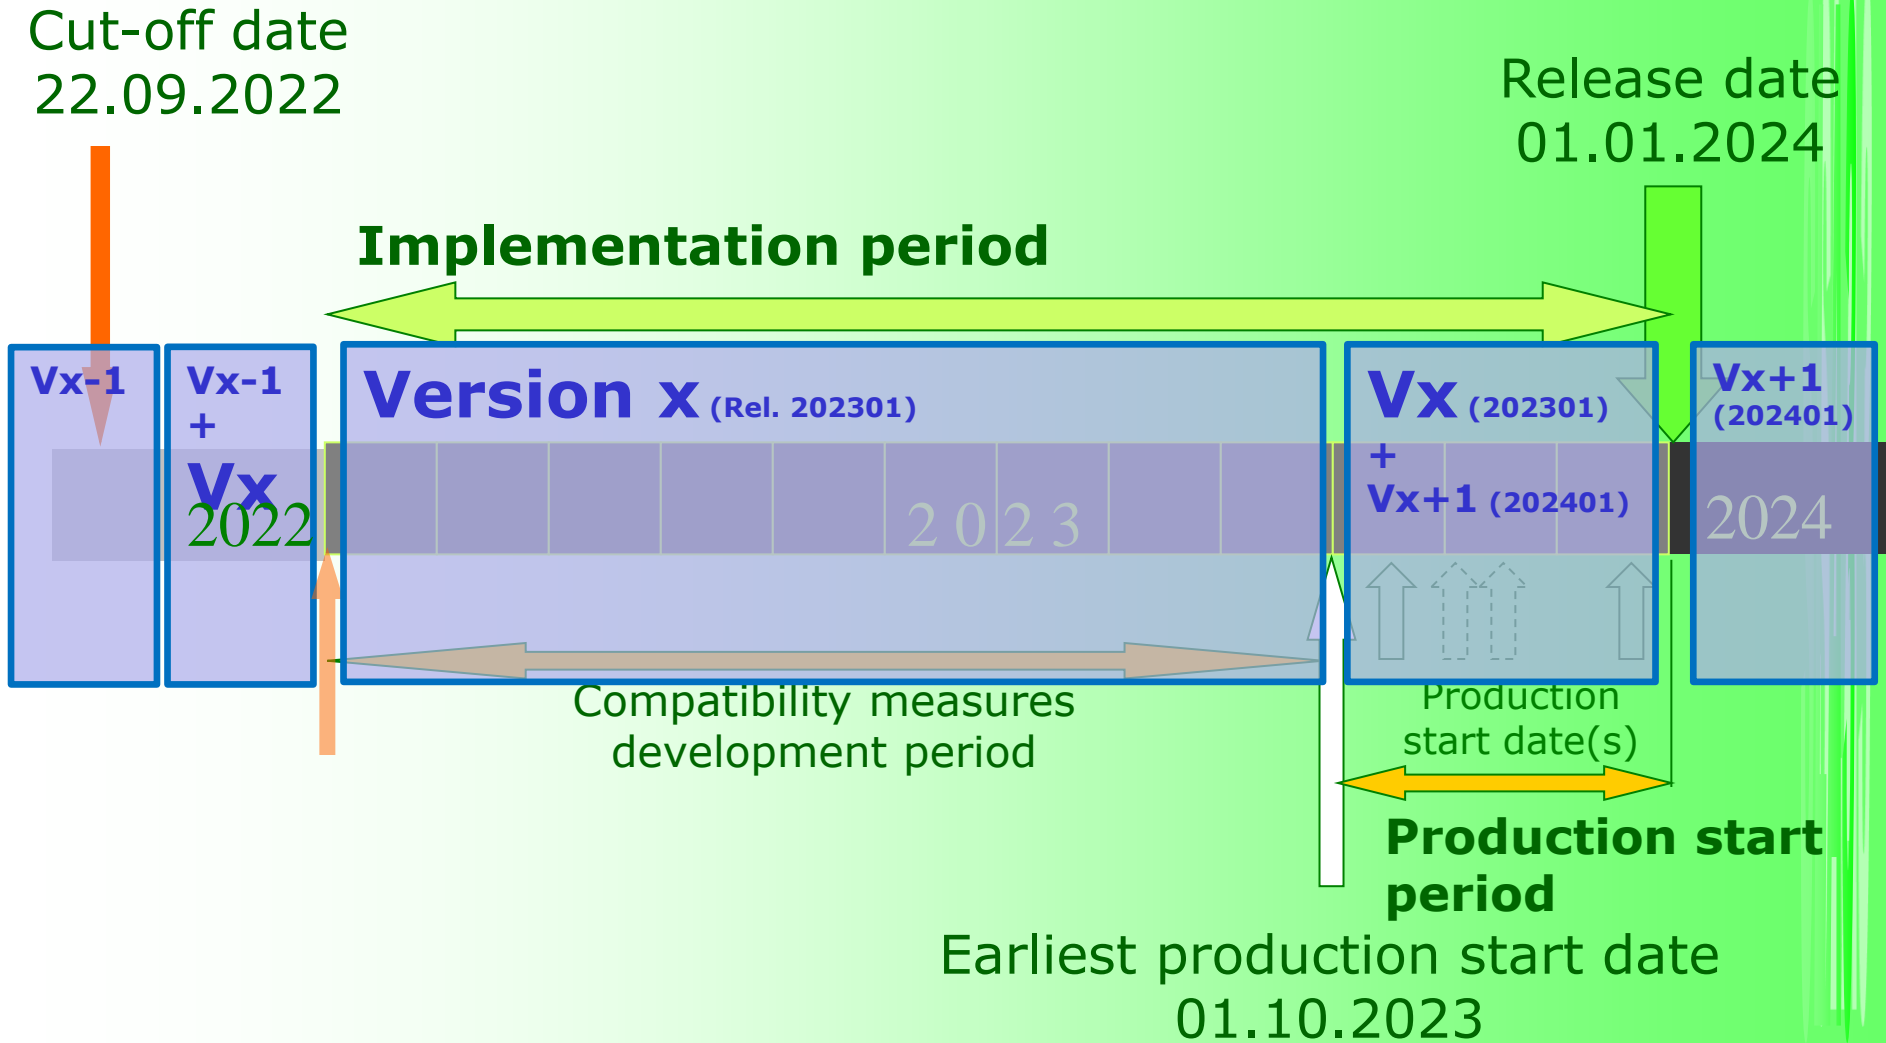 Cut-off date
22.09.2022
Release date
01.01.2024
Implementation period
Vx-1
Vx-1
+
Vx
2022
Version x (Rel. 202301)
2023
Vx (202301)
+
Vx+1 (202401)
Vx+1
(202401)
2024
Compatibility measures
development period
Production
start date(s)
Production start
period
Earliest production start date
01.10.2023